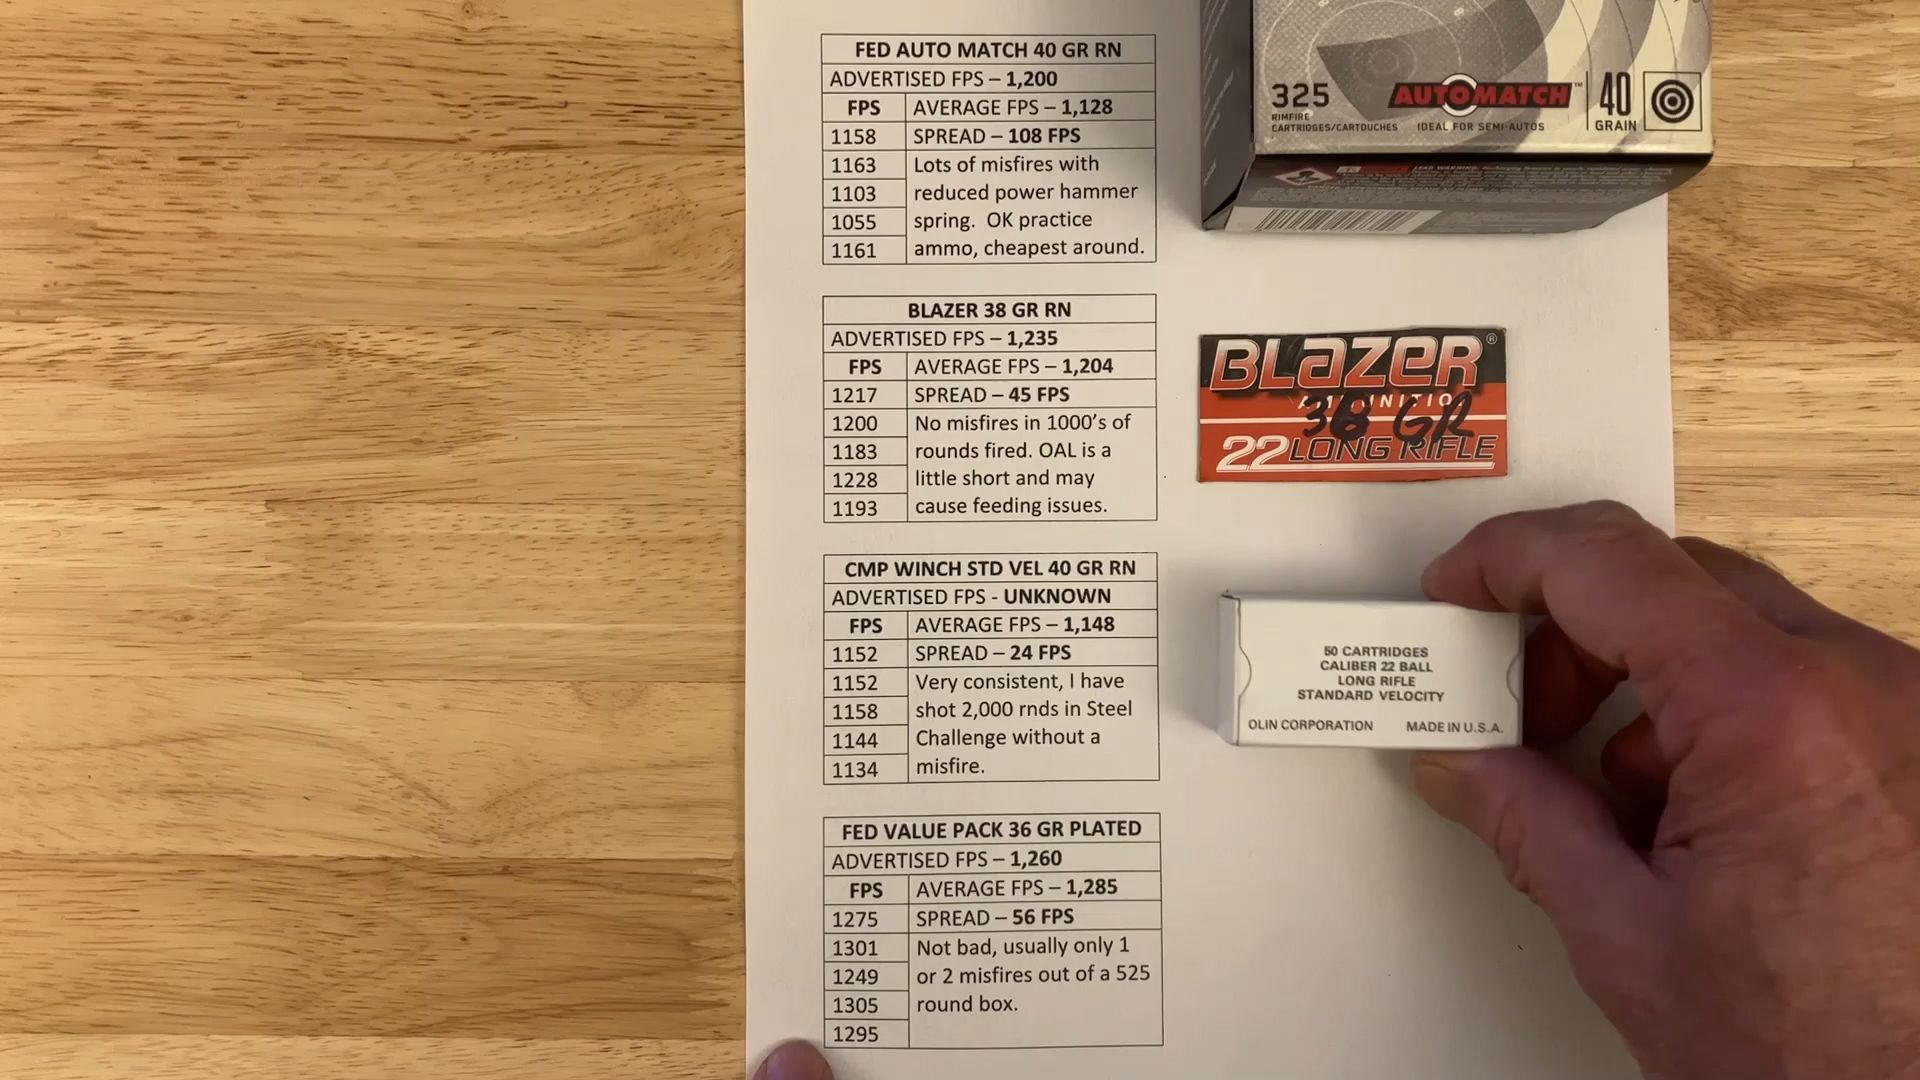 FED AUTO MATCH 40 GR RN
ADVERTISED FPS – 1,200
FPS AVERAGE FPS – 1,128
1158 SPREAD – 108 FPS
1163 Lots of misfires with
1103 reduced power hammer
1055 spring. OK practice
1161 ammo, cheapest around.
325 AUTOMATCH™ 40
RIMFIRE
CARTRIDGES/CARTOUCHES IDEAL FOR SEMI-AUTOS GRAIN
BLAZER 38 GR RN
ADVERTISED FPS – 1,235
FPS AVERAGE FPS – 1,204
1217 SPREAD – 45 FPS
1200 No misfires in 1000's of
1183 rounds fired. OAL is a
1228 little short and may
1193 cause feeding issues.
BLAZER®
AMMUNITION
38 GR
22 LONG RIFLE
CMP WINCH STD VEL 40 GR RN
ADVERTISED FPS - UNKNOWN
FPS AVERAGE FPS – 1,148
1152 SPREAD – 24 FPS
1152 Very consistent, I have
1158 shot 2,000 rnds in Steel
1144 Challenge without a
1134 misfire.
50 CARTRIDGES
CALIBER 22 BALL
LONG RIFLE
STANDARD VELOCITY
OLIN CORPORATION MADE IN U.S.A.
FED VALUE PACK 36 GR PLATED
ADVERTISED FPS – 1,260
FPS AVERAGE FPS – 1,285
1275 SPREAD – 56 FPS
1301 Not bad, usually only 1
1249 or 2 misfires out of a 525
1305 round box.
1295